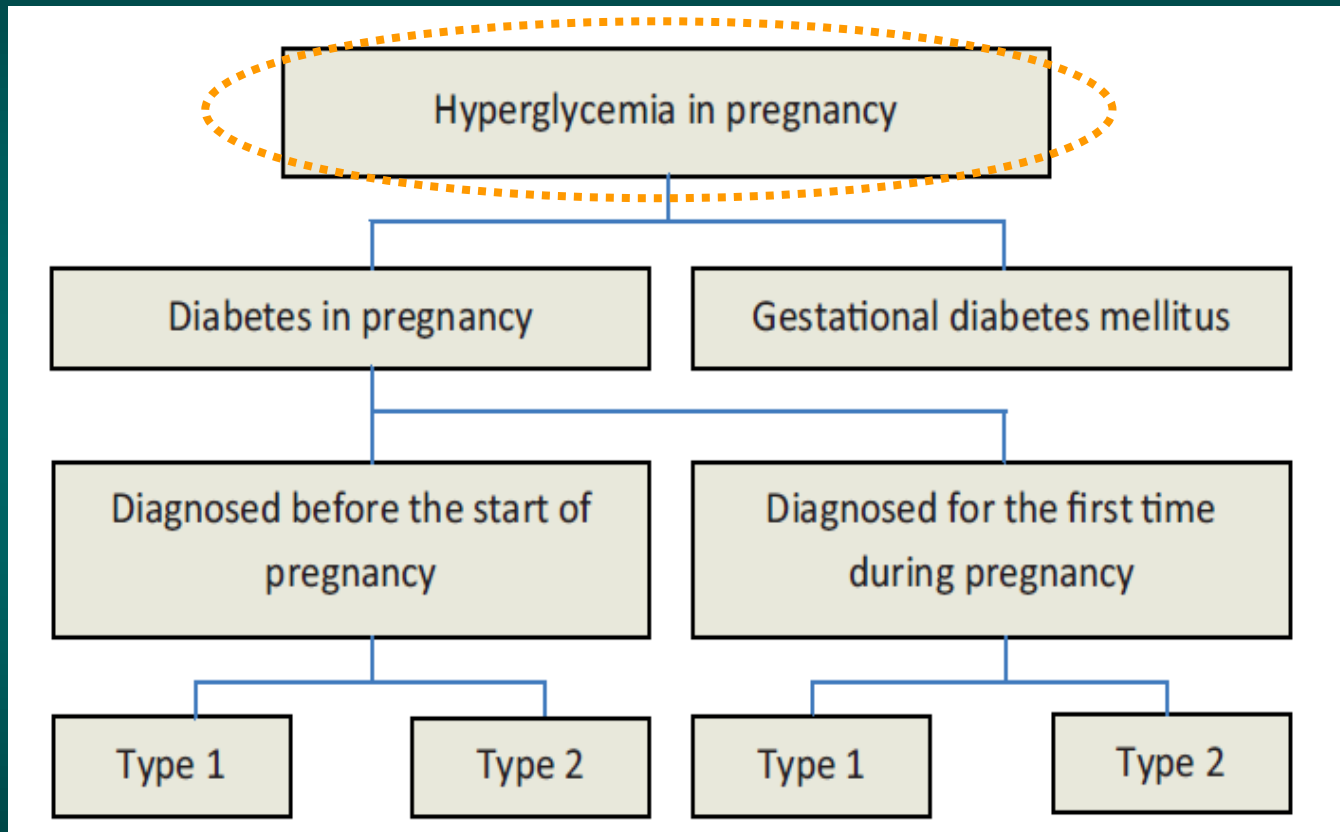 Hyperglycemia in pregnancy
Diabetes in pregnancy
Gestational diabetes mellitus
Diagnosed before the start of
pregnancy
Diagnosed for the first time
during pregnancy
Type 1
Type 2
Type 1
Type 2